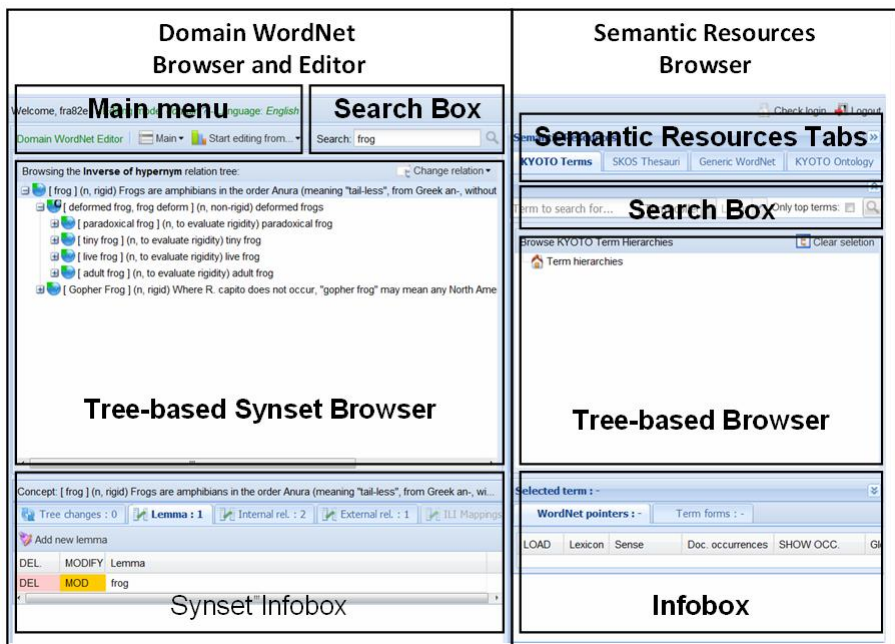 Domain WordNet
Browser and Editor
Semantic Resources
Browser
Welcome, fra82e
Language: English
Main menu
Search Box
Check login Logout
Domain WordNet Editor Main Start editing from...
Search: frog
Semantic Resources Tabs
KYOTO Terms SKOS Thesauri Generic WordNet KYOTO Ontology
Browsing the Inverse of hypernym relation tree: Change relation
[ frog ] (n, rigid) Frogs are amphibians in the order Anura (meaning "tail-less", from Greek an-, without
[ deformed frog, frog deform ] (n, non-rigid) deformed frogs
[ paradoxical frog ] (n, to evaluate rigidity) paradoxical frog
[ tiny frog ] (n, to evaluate rigidity) tiny frog
[ live frog ] (n, to evaluate rigidity) live frog
[ adult frog ] (n, to evaluate rigidity) adult frog
[ Gopher Frog ] (n, rigid) Where R. capito does not occur, "gopher frog" may mean any North Ame
Tree-based Synset Browser
Term to search for... Only top terms:
Search Box
Browse KYOTO Term Hierarchies Clear seletion
Term hierarchies
Tree-based Browser
Concept: [ frog ] (n, rigid) Frogs are amphibians in the order Anura (meaning "tail-less", from Greek an-, wi...
Tree changes : 0 Lemma : 1 Internal rel. : 2 External rel. : 1 ILI Mappings
Add new lemma
DEL. MODIFY Lemma
DEL MOD frog
Synset Infobox
Selected term : -
WordNet pointers : - Term forms : -
LOAD Lexicon Sense Doc. occurrences SHOW OCC. Gl
Infobox